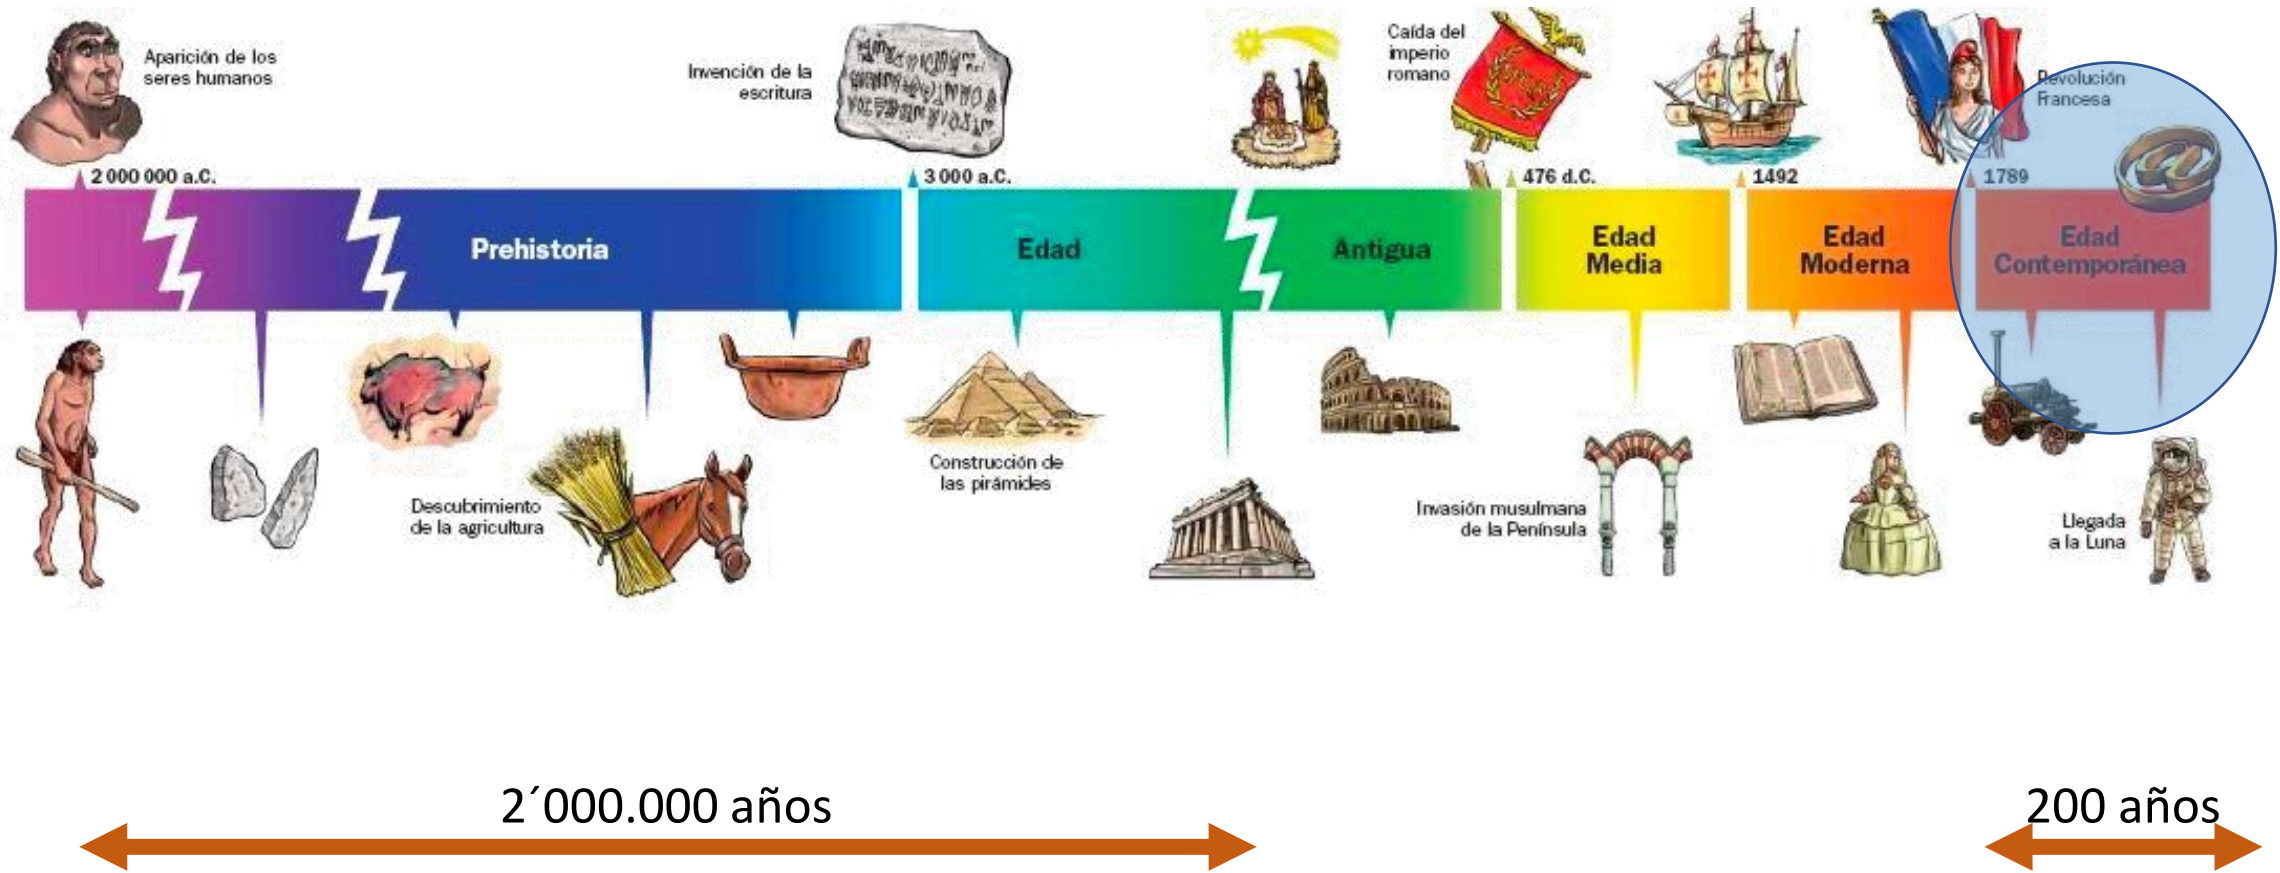 Aparición de los
seres humanos
Invención de la
escritura
Caída del
imperio
romano
Revolución
Francesa
2 000 000 a.C.
3 000 a.C.
476 d.C.
1492
1789
Prehistoria
Edad
Antigua
Edad
Media
Edad
Moderna
Edad
Contemporánea
Construcción de
las pirámides
Descubrimiento
de la agricultura
Invasión musulmana
de la Península
Llegada
a la Luna
2´000.000 años
200 años